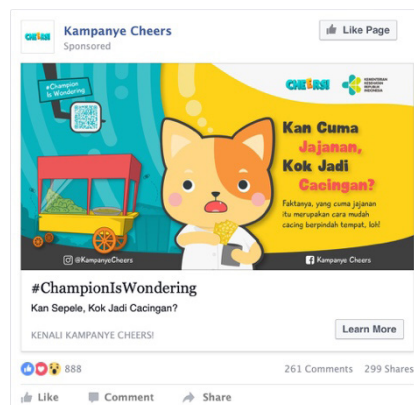 Kampanye Cheers
Sponsored
Like Page
CHEERS!
#Champion
Is Wondering
CHEERS!
KEMENTERIAN
KESEHATAN
REPUBLIK
INDONESIA
Kan Cuma
Jajanan,
Kok Jadi
Cacingan?
Faktanya, yang cuma jajanan
itu merupakan cara mudah
cacing berpindah tempat, loh!
@KampanyeCheers
Kampanye Cheers
#ChampionIsWondering
Kan Sepele, Kok Jadi Cacingan?
KENALI KAMPANYE CHEERS!
Learn More
888
261 Comments 299 Shares
Like Comment Share